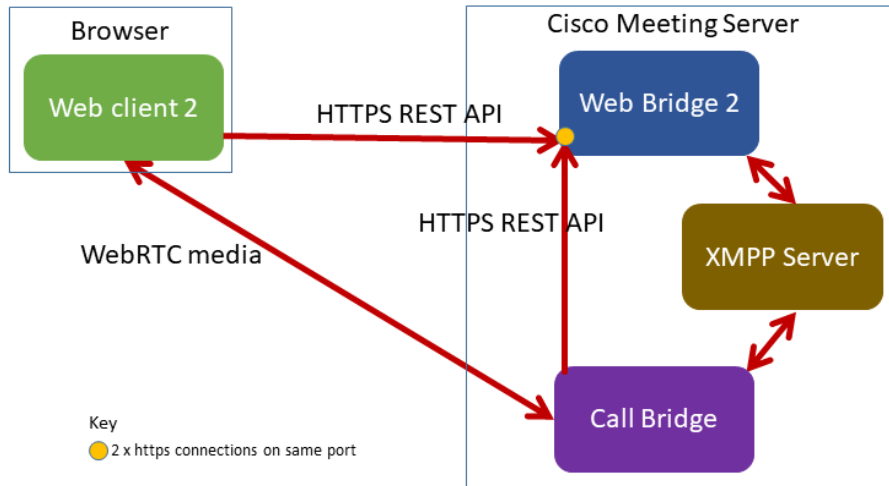 Browser
Cisco Meeting Server
Web client 2
Web Bridge 2
HTTPS REST API
HTTPS REST API
WebRTC media
XMPP Server
Call Bridge
Key
2 x https connections on same port